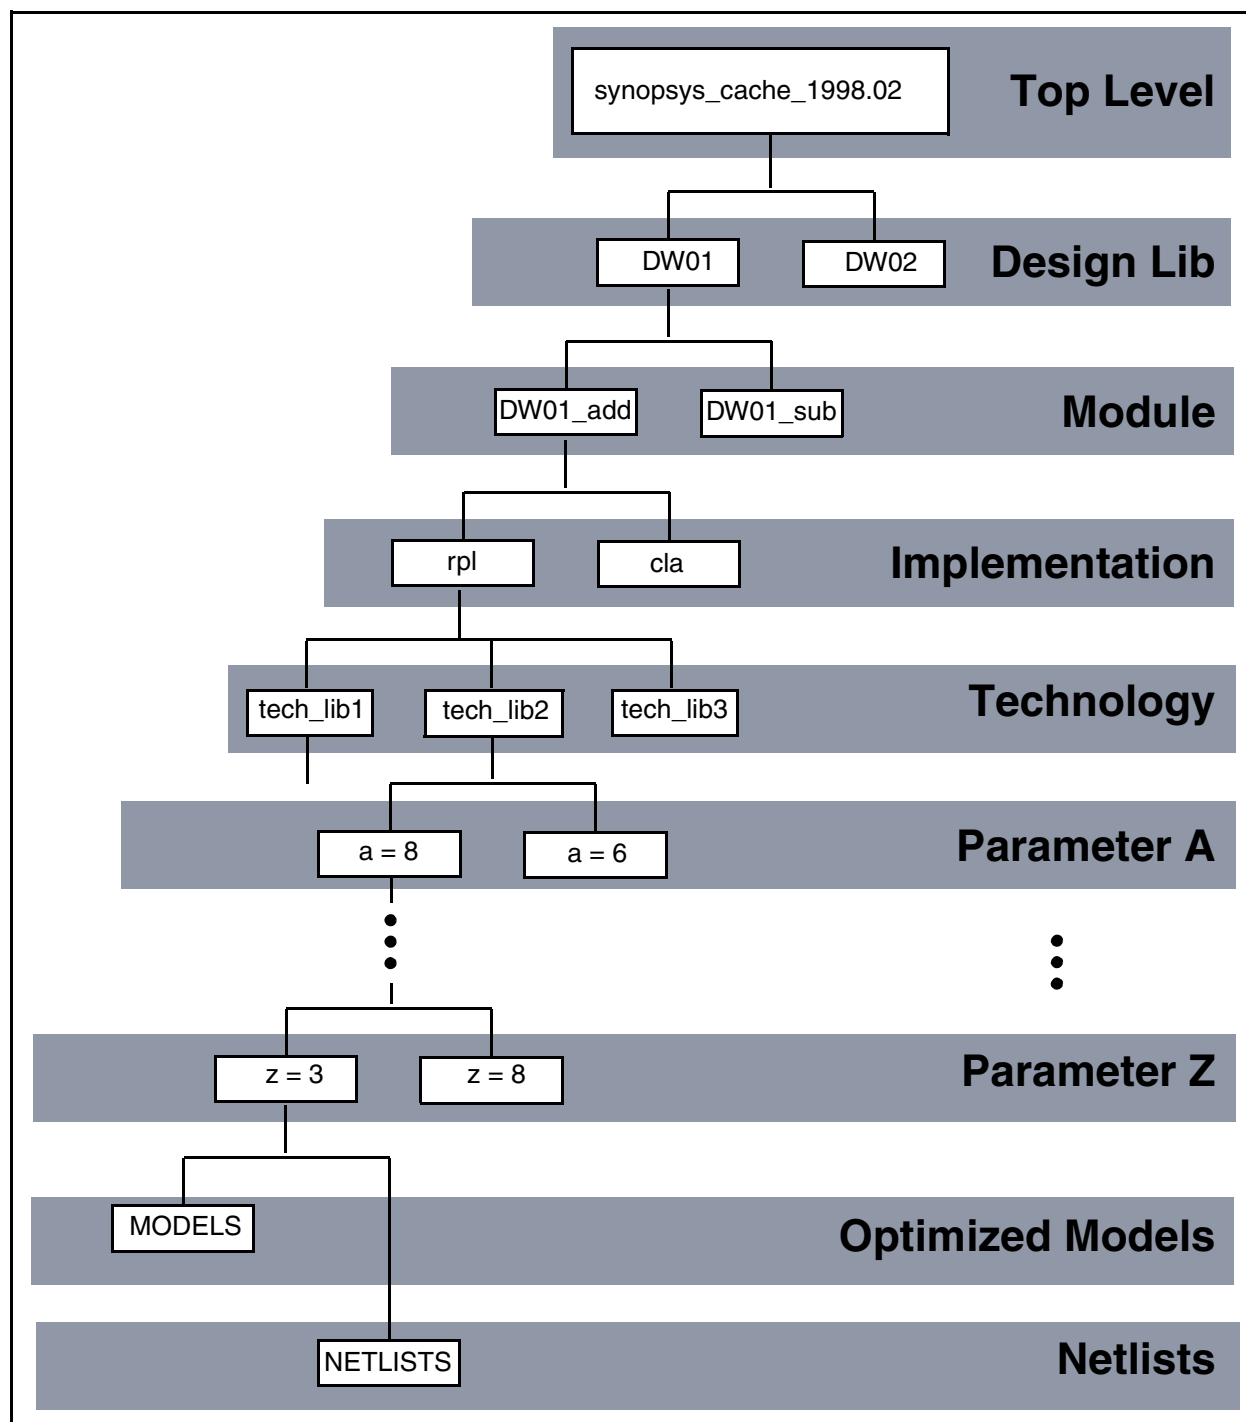 synopsys_cache_1998.02
Top Level
DW01
DW02
Design Lib
DW01_add
DW01_sub
Module
rpl
cla
Implementation
tech_lib1
tech_lib2
tech_lib3
Technology
a = 8
a = 6
Parameter A
z = 3
z = 8
Parameter Z
MODELS
Optimized Models
NETLISTS
Netlists